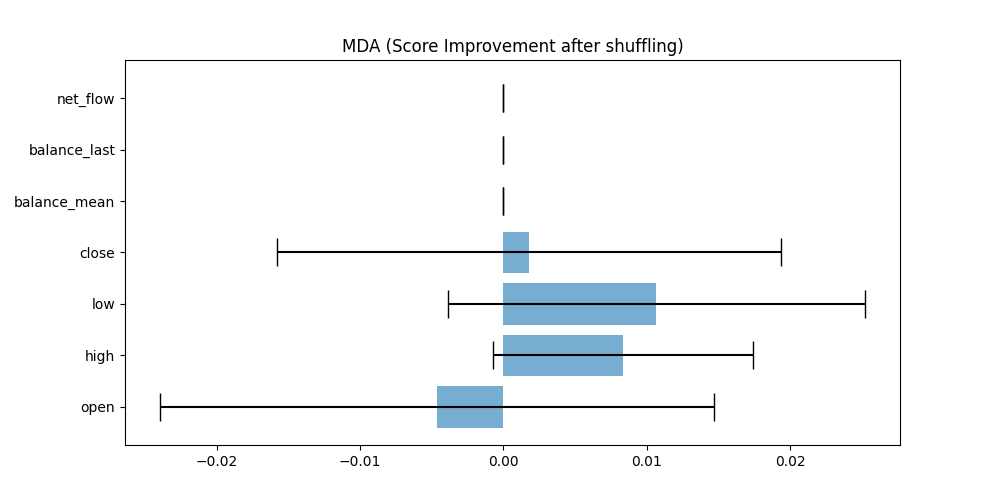 MDA (Score Improvement after shuffling)
net_flow
balance_last
balance_mean
close
low
high
open
−0.02
−0.01
0.00
0.01
0.02